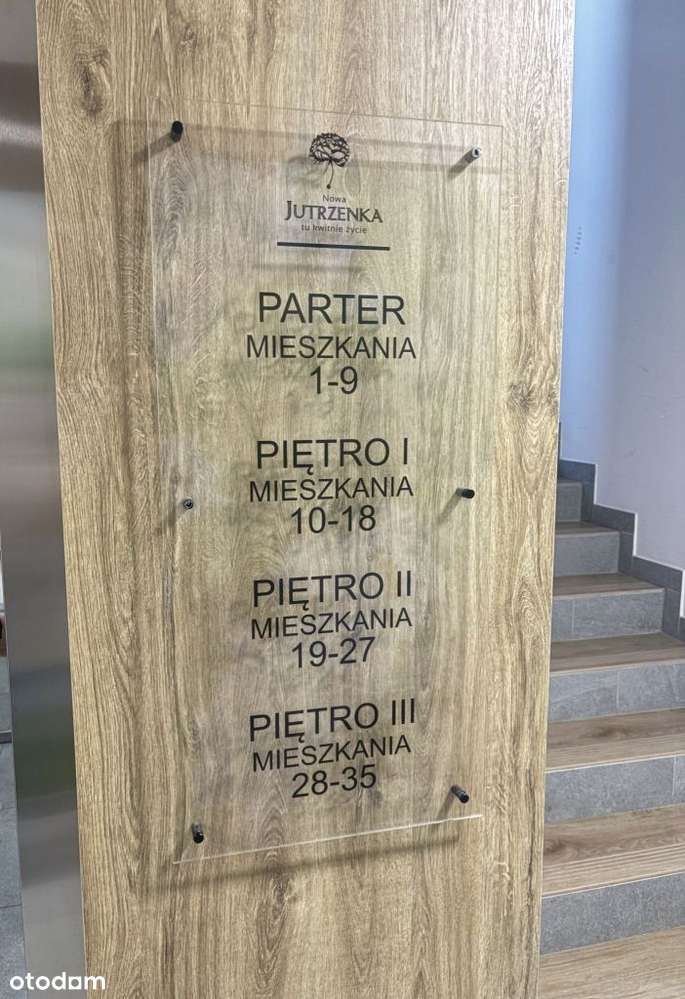 Nowa
JUTRZENKA
tu kwitnie życie
PARTER
MIESZKANIA
1-9
PIĘTRO I
MIESZKANIA
10-18
PIĘTRO II
MIESZKANIA
19-27
PIĘTRO III
MIESZKANIA
28-35
otodom